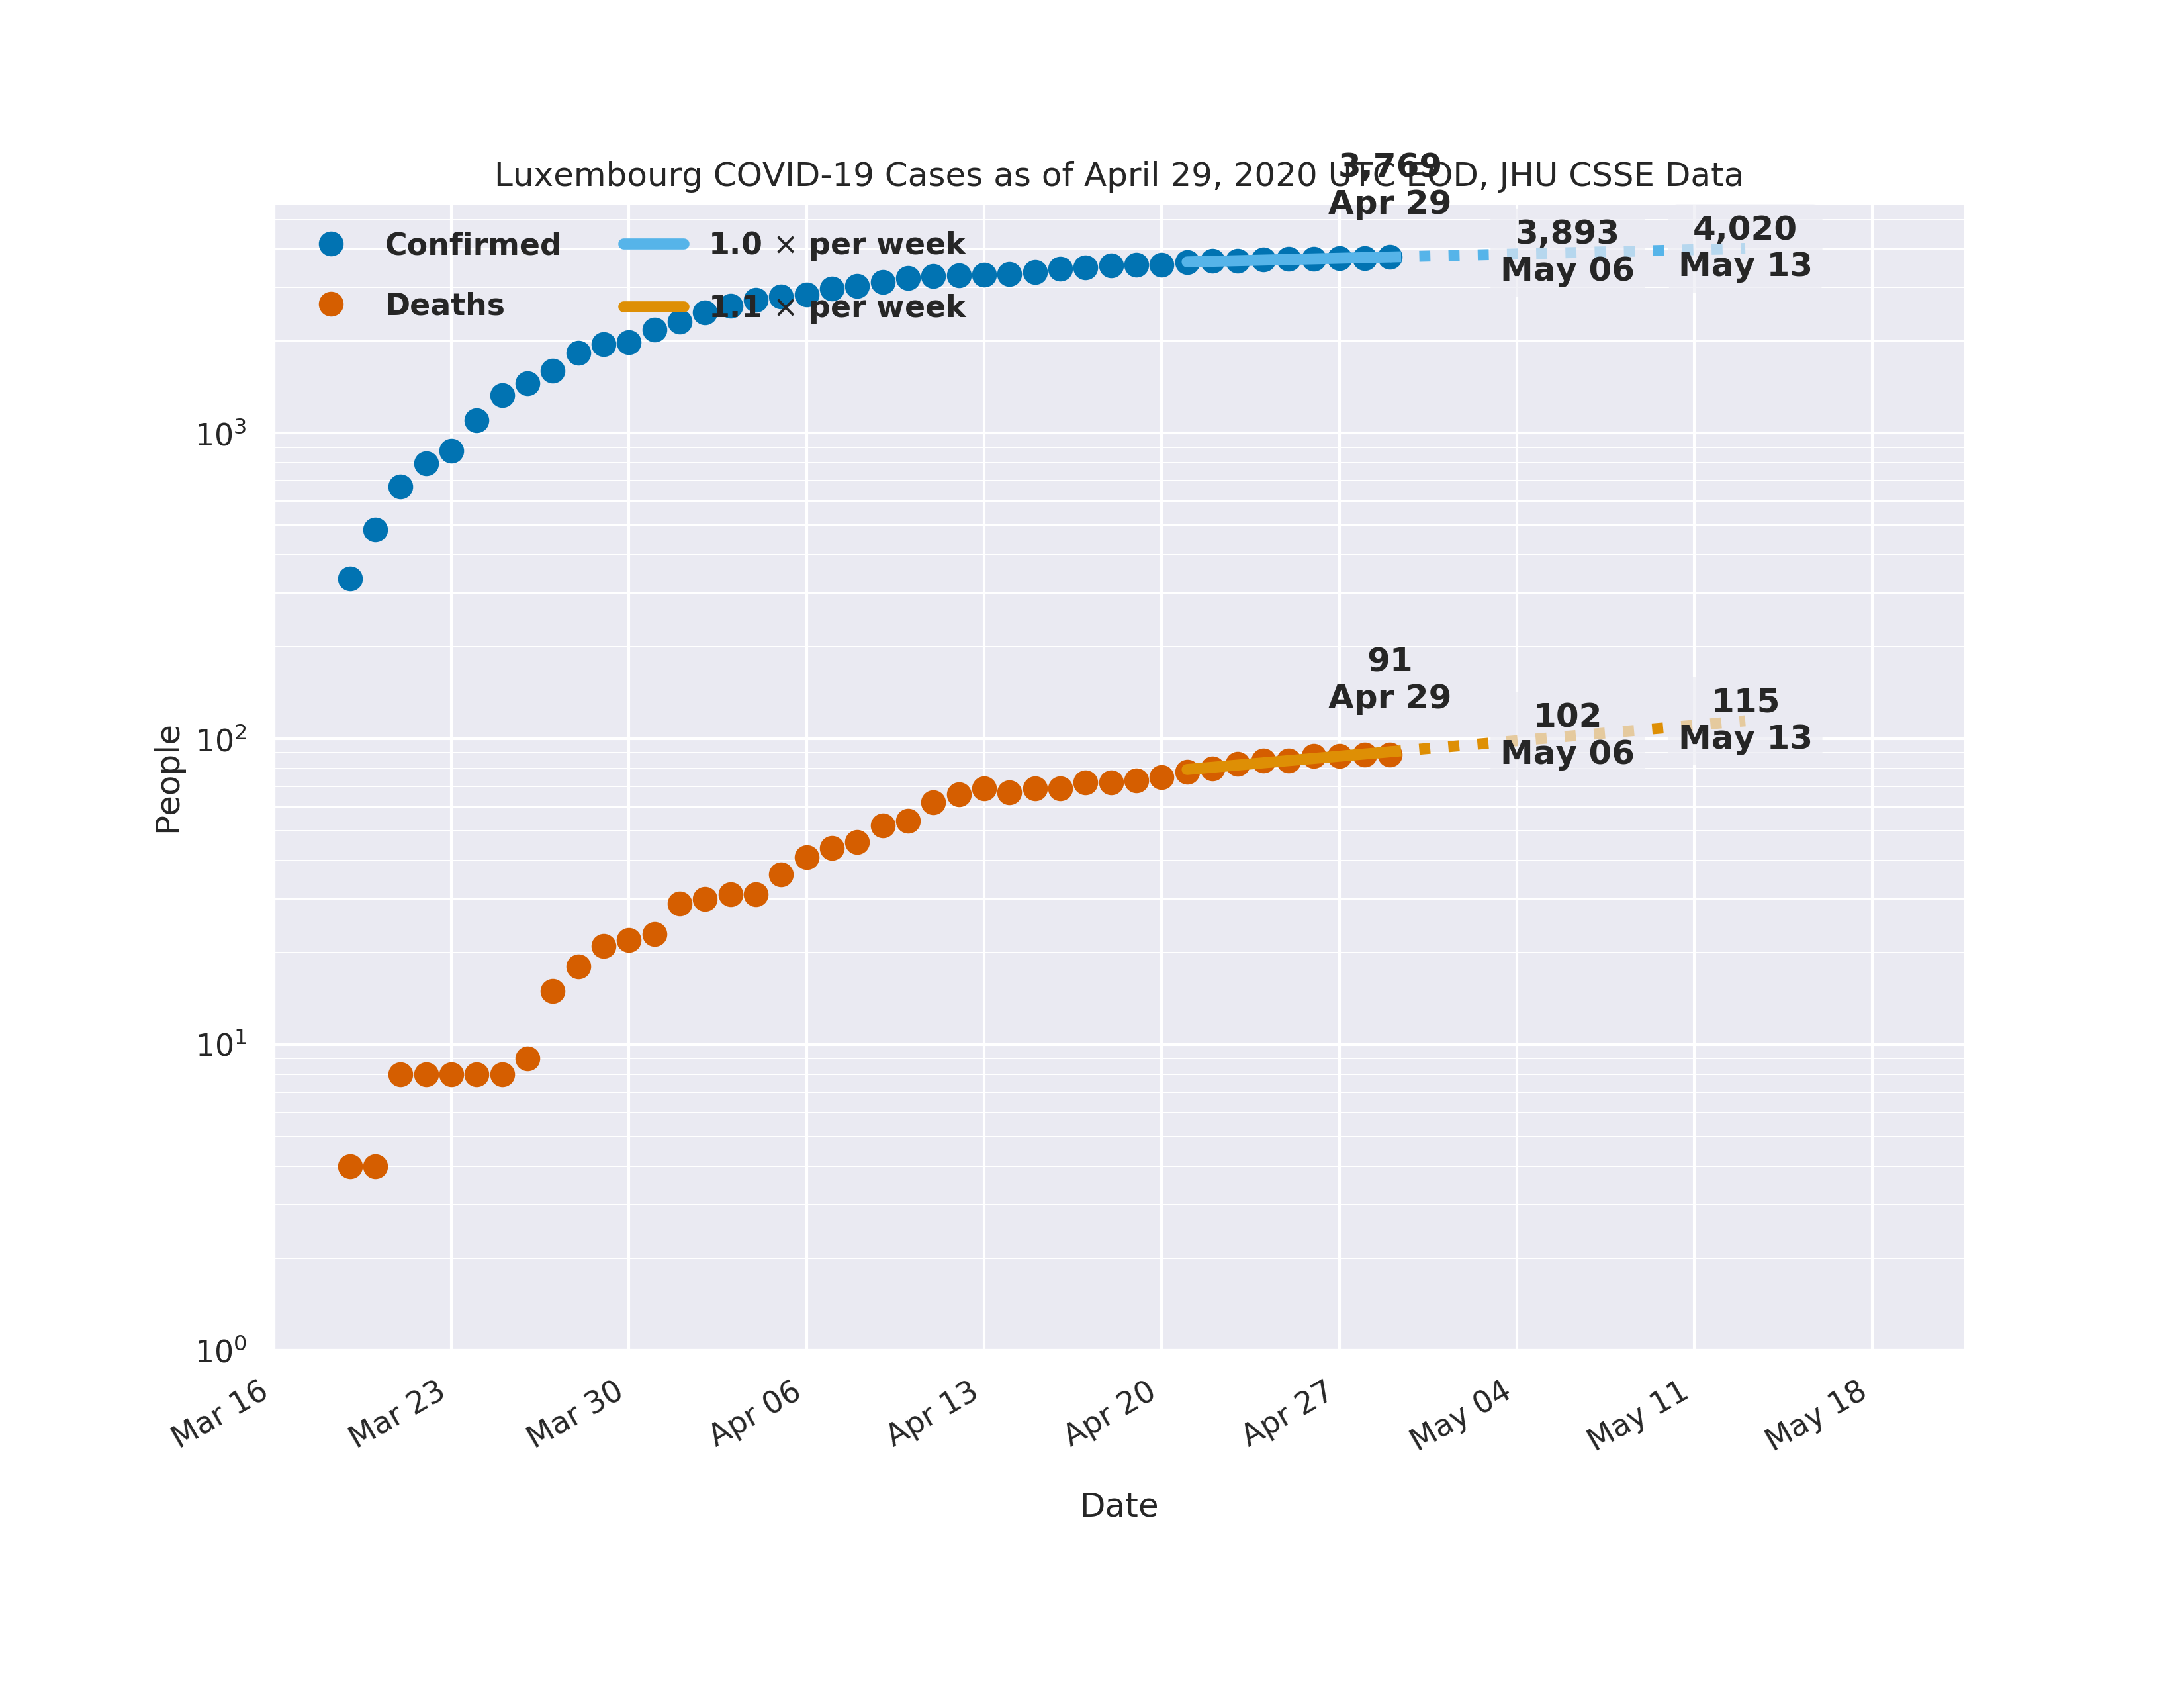 Luxembourg COVID-19 Cases as of April 29, 2020 UTC EOD, JHU CSSE Data
3,769
Apr 29
3,893
May 06
4,020
May 13
Confirmed
1.0 × per week
Deaths
1.1 × per week
91
Apr 29
102
May 06
115
May 13
People
10³
10²
10¹
10⁰
Mar 16
Mar 23
Mar 30
Apr 06
Apr 13
Apr 20
Apr 27
May 04
May 11
May 18
Date